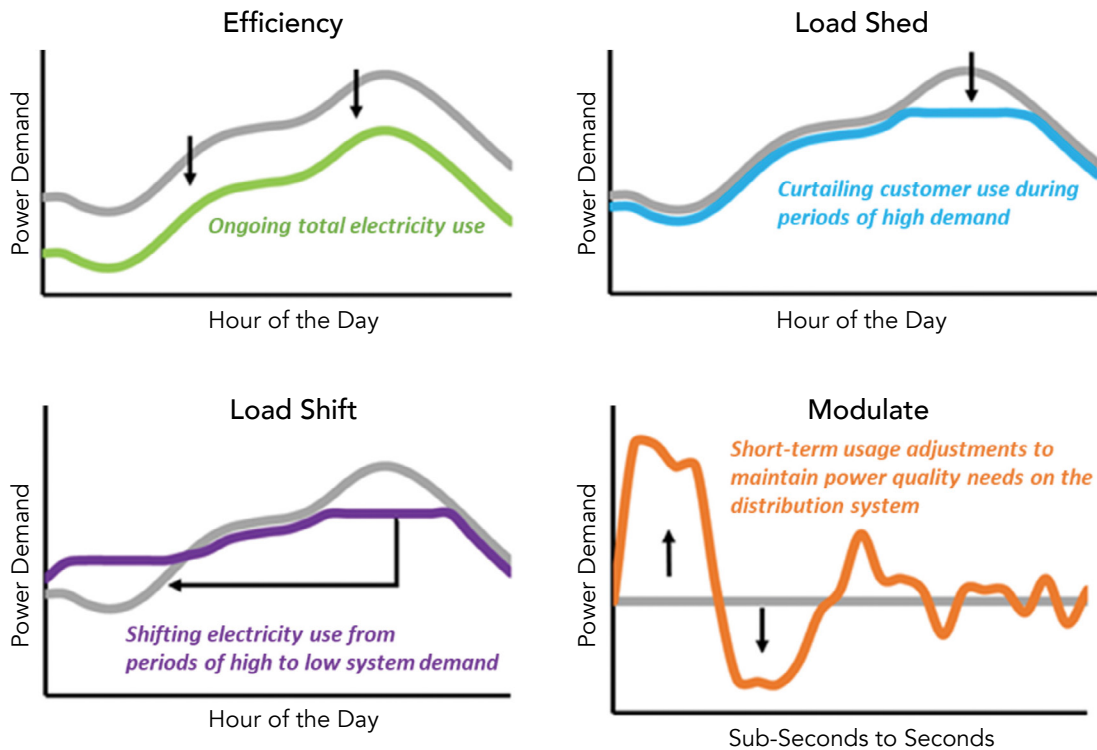 Efficiency
Power Demand
Ongoing total electricity use
Hour of the Day
Load Shed
Power Demand
Curtailing customer use during
periods of high demand
Hour of the Day
Load Shift
Power Demand
Shifting electricity use from
periods of high to low system demand
Hour of the Day
Modulate
Power Demand
Short-term usage adjustments to
maintain power quality needs on the
distribution system
Sub-Seconds to Seconds